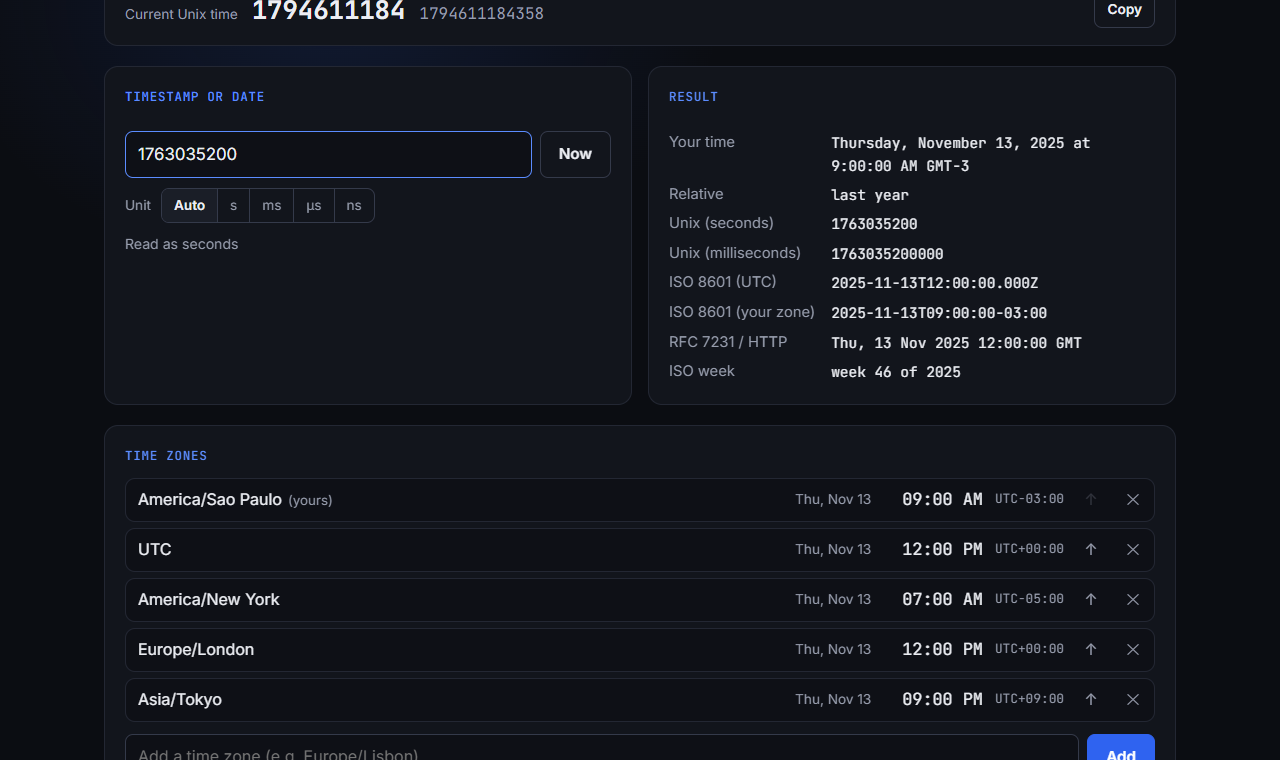 Current Unix time 1794611184 1794611184358 Copy
TIMESTAMP OR DATE
1763035200 Now
Unit Auto s ms µs ns
Read as seconds
RESULT
Your time Thursday, November 13, 2025 at
9:00:00 AM GMT-3
Relative last year
Unix (seconds) 1763035200
Unix (milliseconds) 1763035200000
ISO 8601 (UTC) 2025-11-13T12:00:00.000Z
ISO 8601 (your zone) 2025-11-13T09:00:00-03:00
RFC 7231 / HTTP Thu, 13 Nov 2025 12:00:00 GMT
ISO week week 46 of 2025
TIME ZONES
America/Sao Paulo (yours) Thu, Nov 13 09:00 AM UTC-03:00
UTC Thu, Nov 13 12:00 PM UTC+00:00
America/New York Thu, Nov 13 07:00 AM UTC-05:00
Europe/London Thu, Nov 13 12:00 PM UTC+00:00
Asia/Tokyo Thu, Nov 13 09:00 PM UTC+09:00
Add a time zone (e.g. Europe/Lisbon) Add